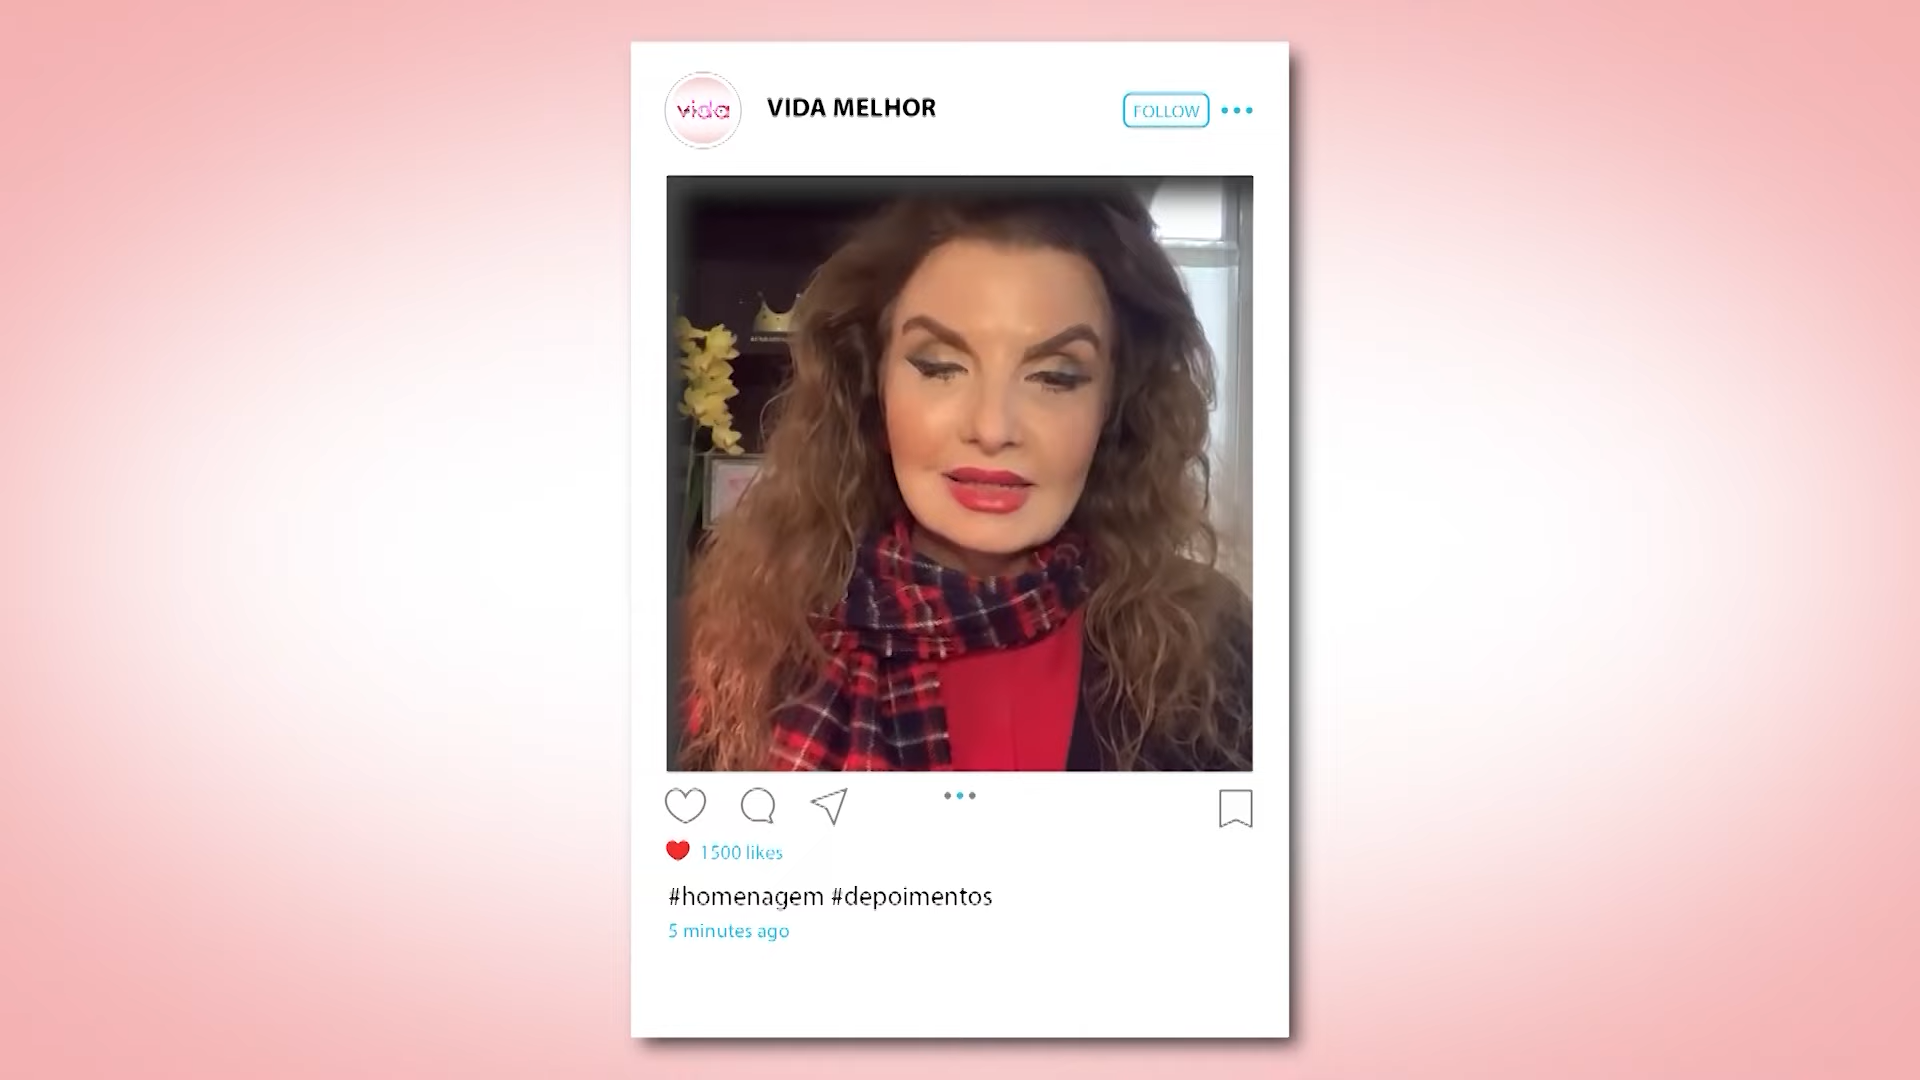 vida
VIDA MELHOR
FOLLOW
1500 likes
#homenagem #depoimentos
5 minutes ago